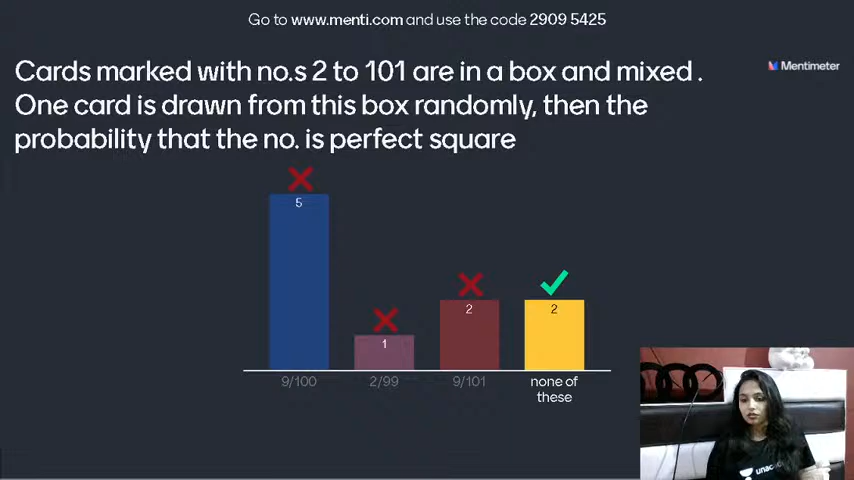 Go to www.menti.com and use the code 2909 5425
Mentimeter
Cards marked with no.s 2 to 101 are in a box and mixed .
One card is drawn from this box randomly, then the
probability that the no. is perfect square
5
1
2
2
9/100
2/99
9/101
none of
these